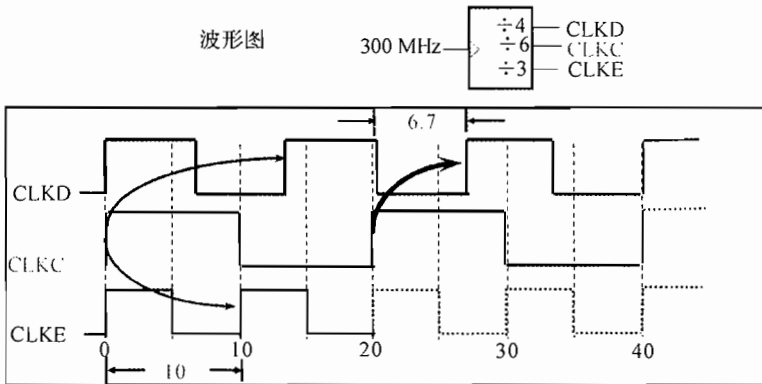 波形图
300 MHz
÷4 CLKD
÷6 CLKC
÷3 CLKE
6.7
CLKD
CLKC
CLKE
0 10 20 30 40
10